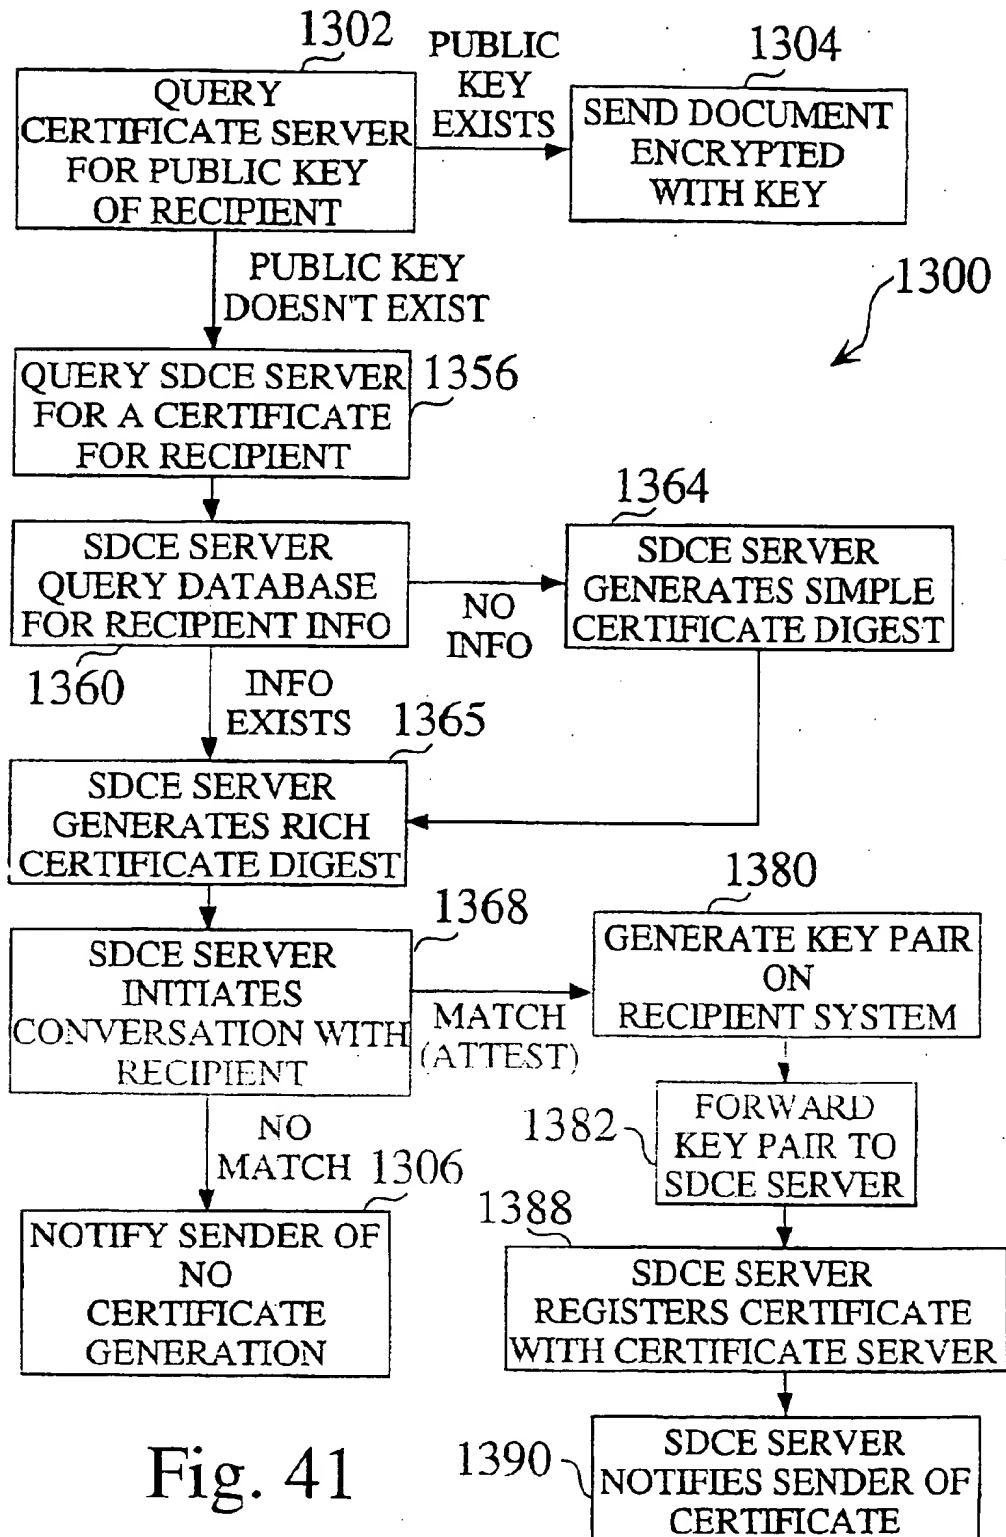 1302
QUERY
CERTIFICATE SERVER
FOR PUBLIC KEY
OF RECIPIENT
PUBLIC
KEY
EXISTS
1304
SEND DOCUMENT
ENCRYPTED
WITH KEY
PUBLIC KEY
DOESN'T EXIST
1300
QUERY SDCE SERVER
FOR A CERTIFICATE
FOR RECIPIENT
1356
SDCE SERVER
QUERY DATABASE
FOR RECIPIENT INFO
1360
NO
INFO
1364
SDCE SERVER
GENERATES SIMPLE
CERTIFICATE DIGEST
INFO
EXISTS
1365
SDCE SERVER
GENERATES RICH
CERTIFICATE DIGEST
1368
SDCE SERVER
INITIATES
CONVERSATION WITH
RECIPIENT
MATCH
(ATTEST)
1380
GENERATE KEY PAIR
ON
RECIPIENT SYSTEM
1382
FORWARD
KEY PAIR TO
SDCE SERVER
NO
MATCH
1306
NOTIFY SENDER OF
NO
CERTIFICATE
GENERATION
1388
SDCE SERVER
REGISTERS CERTIFICATE
WITH CERTIFICATE SERVER
1390
SDCE SERVER
NOTIFIES SENDER OF
CERTIFICATE
Fig. 41